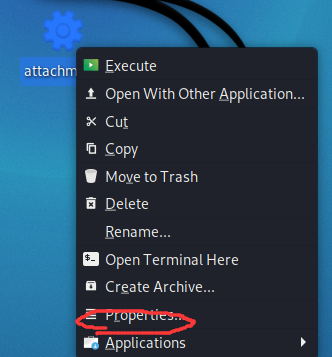 attachm
Execute
Open With Other Application...
Cut
Copy
Move to Trash
Delete
Rename...
Open Terminal Here
Create Archive...
Properties...
Applications